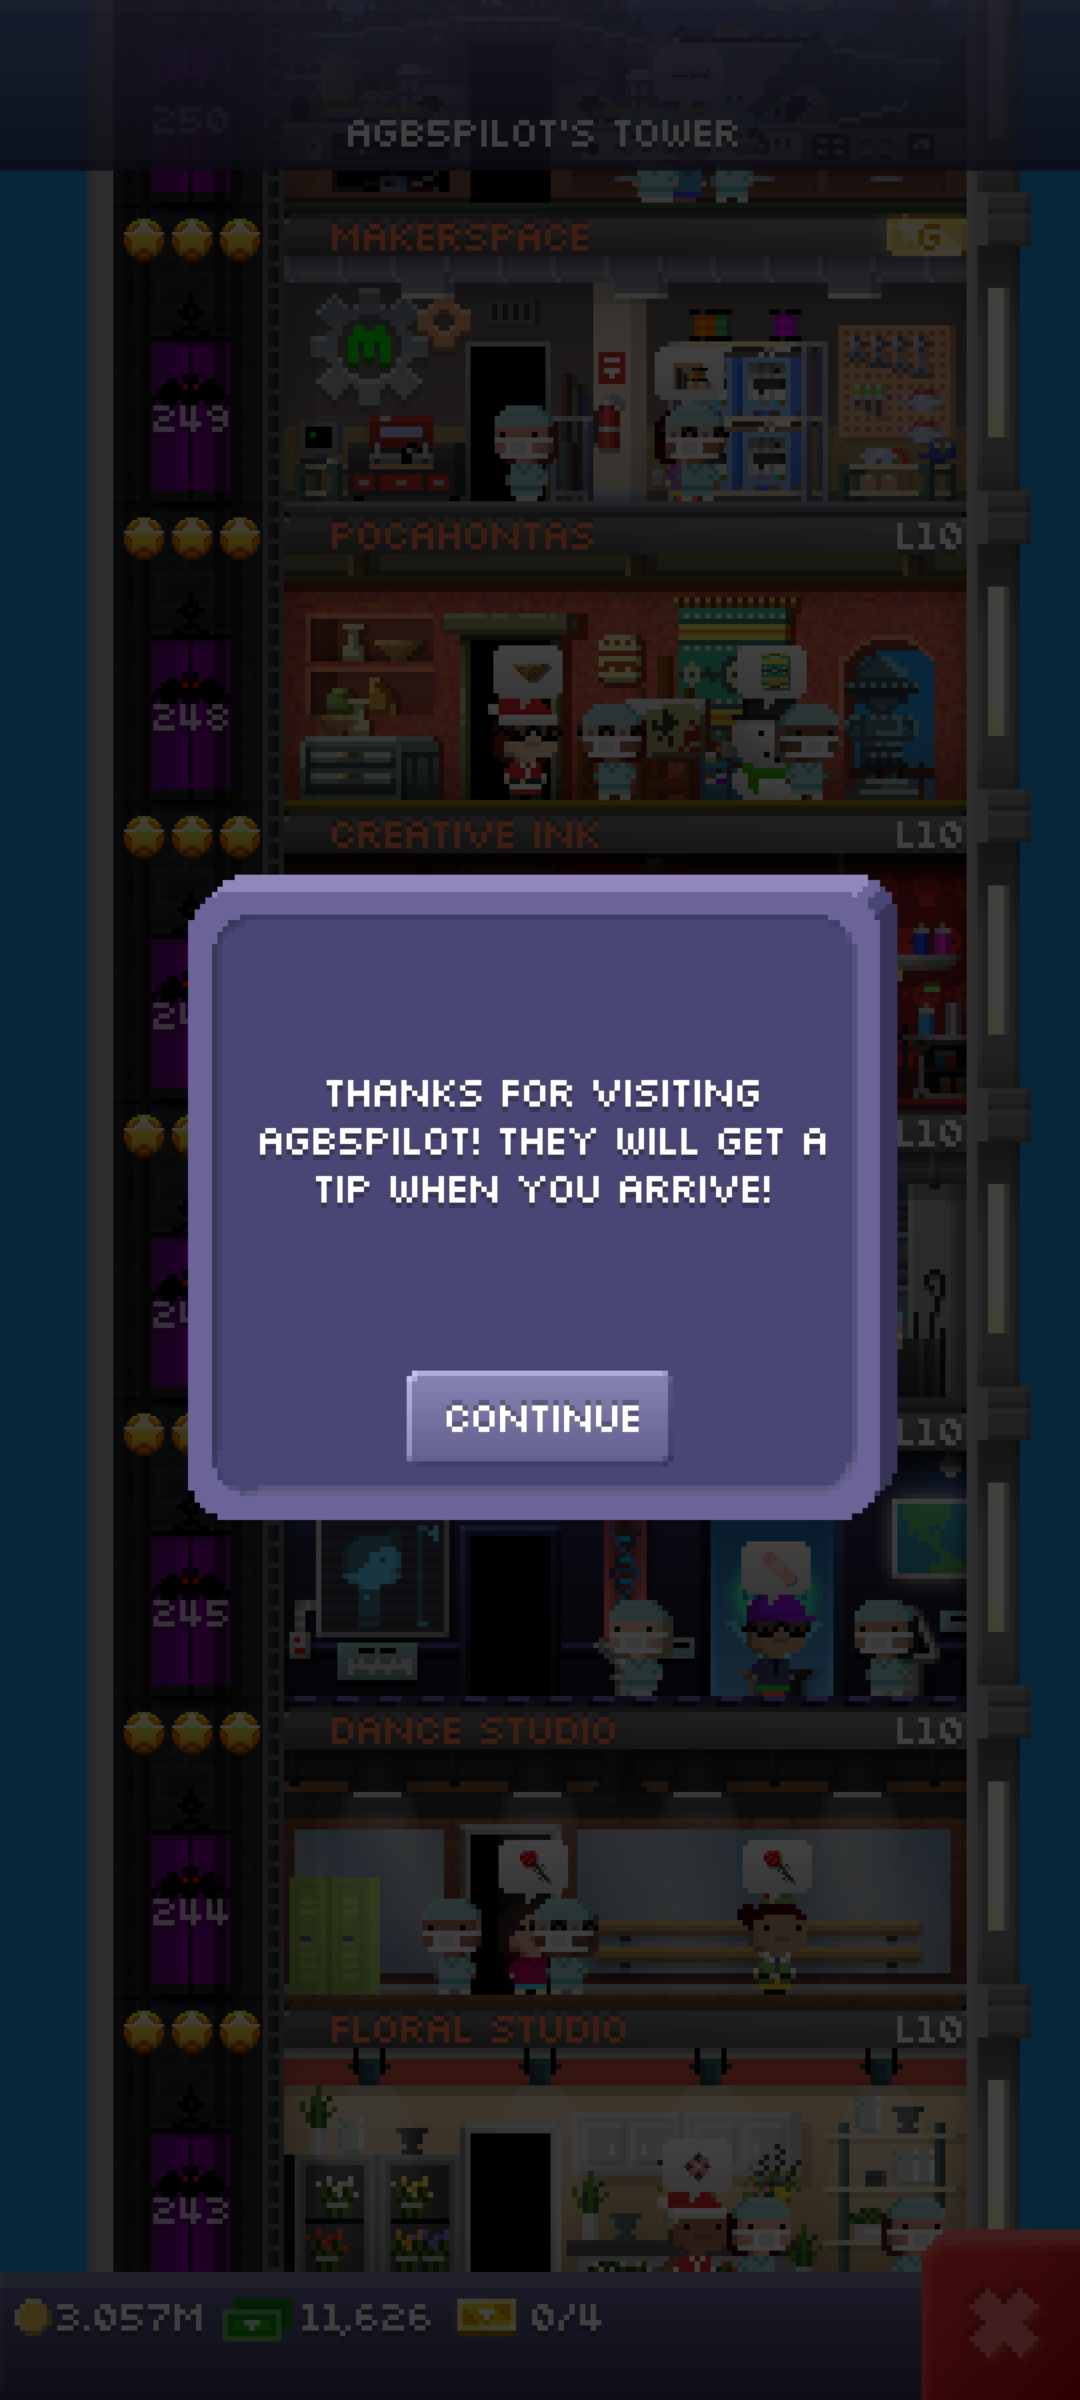 250
AGB5PILOT'S TOWER
MAKERSPACE
G
M
249
POCAHONTAS
L10
248
CREATIVE INK
L10
THANKS FOR VISITING
AGB5PILOT! THEY WILL GET A
TIP WHEN YOU ARRIVE!
L10
CONTINUE
L10
245
DANCE STUDIO
L10
244
FLORAL STUDIO
L10
243
3.057M
11,626
0/4